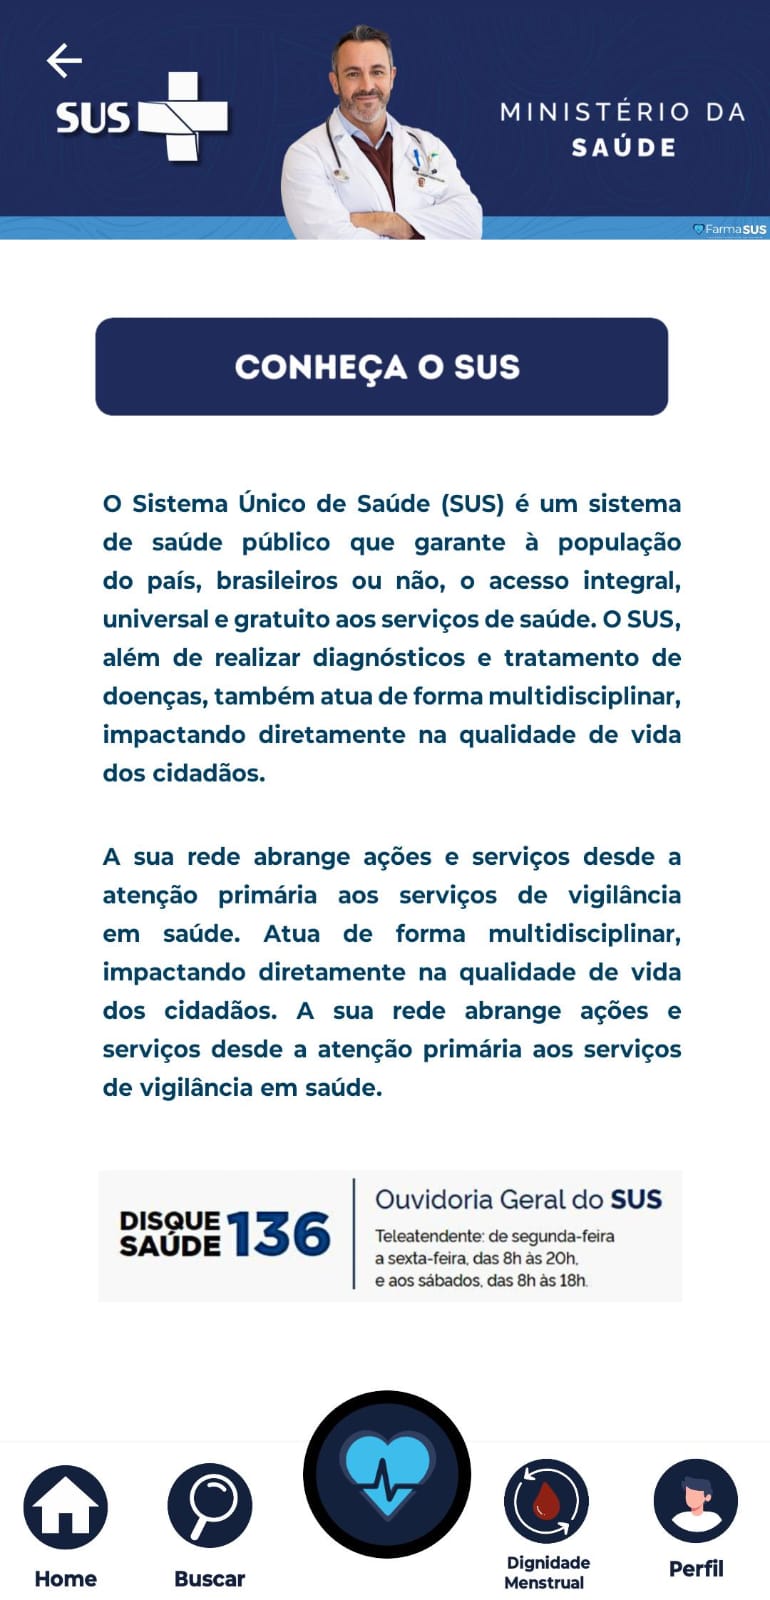 SUS
MINISTÉRIO DA
SAÚDE
FarmaSUS
CONHEÇA O SUS
O Sistema Único de Saúde (SUS) é um sistema
de saúde público que garante à população
do país, brasileiros ou não, o acesso integral,
universal e gratuito aos serviços de saúde. O SUS,
além de realizar diagnósticos e tratamento de
doenças, também atua de forma multidisciplinar,
impactando diretamente na qualidade de vida
dos cidadãos.
A sua rede abrange ações e serviços desde a
atenção primária aos serviços de vigilância
em saúde. Atua de forma multidisciplinar,
impactando diretamente na qualidade de vida
dos cidadãos. A sua rede abrange ações e
serviços desde a atenção primária aos serviços
de vigilância em saúde.
DISQUE
SAÚDE 136
Ouvidoria Geral do SUS
Teleatendente: de segunda-feira
a sexta-feira, das 8h às 20h,
e aos sábados, das 8h às 18h.
Home
Buscar
Dignidade
Menstrual
Perfil